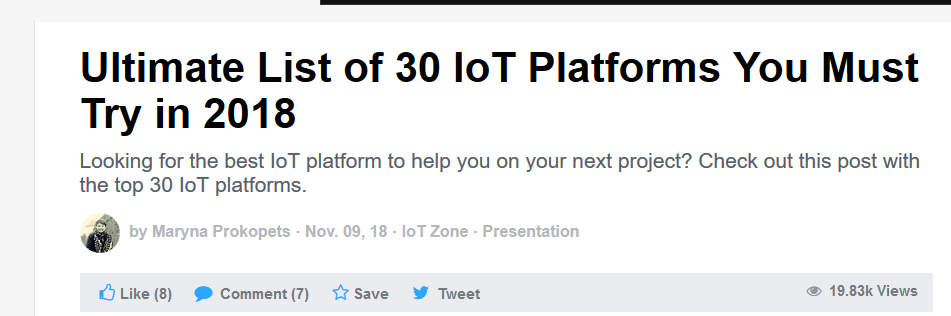 Ultimate List of 30 IoT Platforms You Must
Try in 2018
Looking for the best IoT platform to help you on your next project? Check out this post with
the top 30 IoT platforms.
by Maryna Prokopets · Nov. 09, 18 · IoT Zone · Presentation
Like (8) Comment (7) Save Tweet 19.83k Views